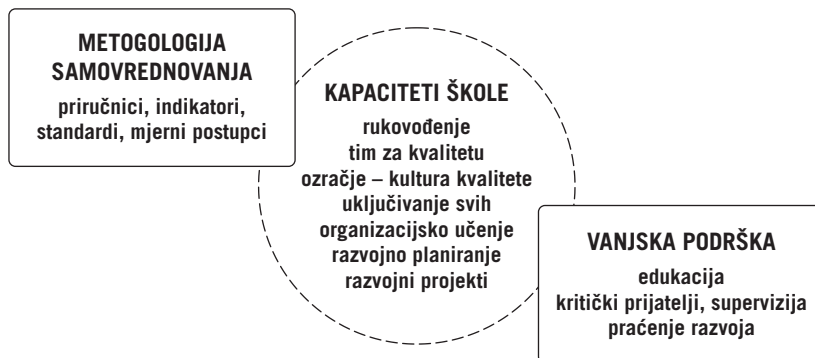 METOGOLOGIJA
SAMOVREDNOVANJA
priručnici, indikatori,
standardi, mjerni postupci
KAPACITETI ŠKOLE
rukovođenje
tim za kvalitetu
ozračje – kultura kvalitete
uključivanje svih
organizacijsko učenje
razvojno planiranje
razvojni projekti
VANJSKA PODRŠKA
edukacija
kritički prijatelji, supervizija
praćenje razvoja